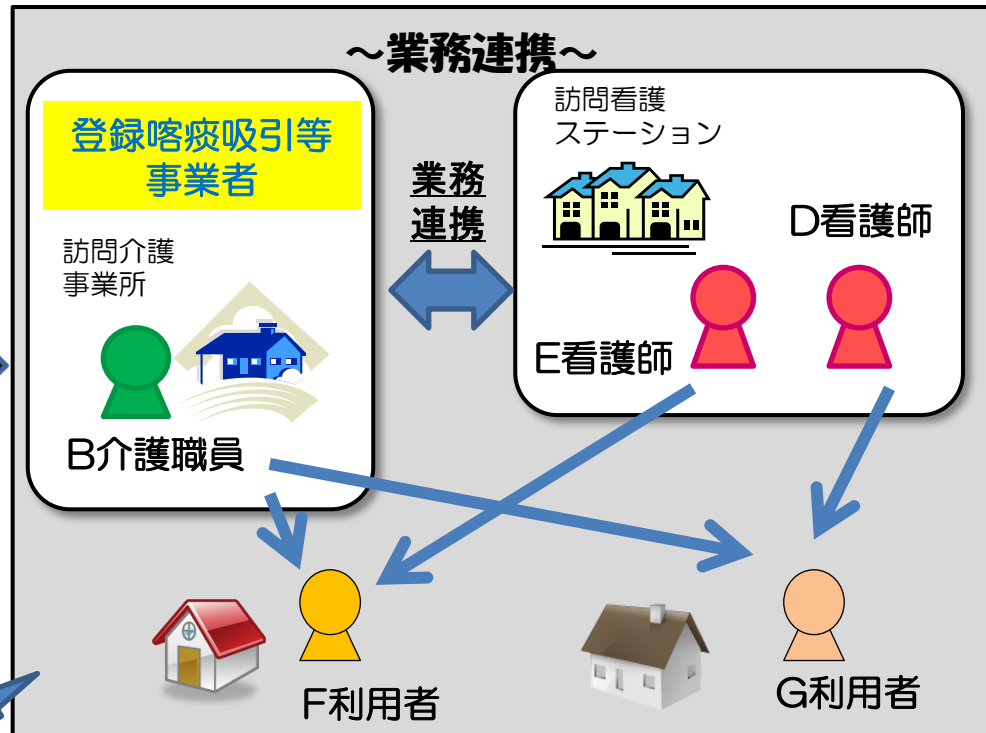 ～業務連携～
登録喀痰吸引等
事業者
訪問介護
事業所
B介護職員
業務
連携
訪問看護
ステーション
D看護師
E看護師
F利用者
G利用者